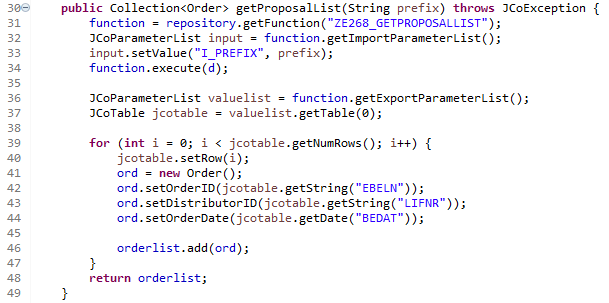 30 public Collection<Order> getProposalList(String prefix) throws JCoException {
31 function = repository.getFunction("ZE268_GETPROPOSALLIST");
32 JCoParameterList input = function.getImportParameterList();
33 input.setValue("I_PREFIX", prefix);
34 function.execute(d);
35
36 JCoParameterList valuelist = function.getExportParameterList();
37 JCoTable jcotable = valuelist.getTable(0);
38
39 for (int i = 0; i < jcotable.getNumRows(); i++) {
40 jcotable.setRow(i);
41 ord = new Order();
42 ord.setOrderID(jcotable.getString("EBELN"));
43 ord.setDistributorID(jcotable.getString("LIFNR"));
44 ord.setOrderDate(jcotable.getDate("BEDAT"));
45
46 orderlist.add(ord);
47 }
48 return orderlist;
49 }